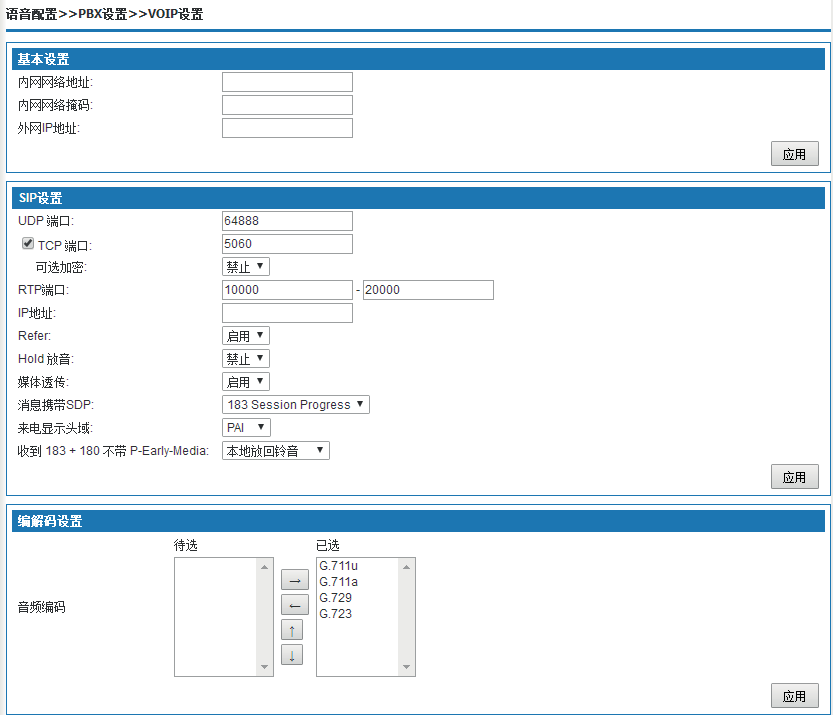 语音配置>>PBX设置>>VOIP设置
基本设置
内网网络地址:
内网网络掩码:
外网IP地址:
应用
SIP设置
UDP 端口: 64888
TCP 端口: 5060
可选加密: 禁止
RTP端口: 10000 - 20000
IP地址:
Refer: 启用
Hold 放音: 禁止
媒体透传: 启用
消息携带SDP: 183 Session Progress
来电显示头域: PAI
收到 183 + 180 不带 P-Early-Media: 本地放回铃音
应用
编解码设置
待选 已选
G.711u
→ G.711a
← G.729
音频编码 G.723
↑
↓
应用